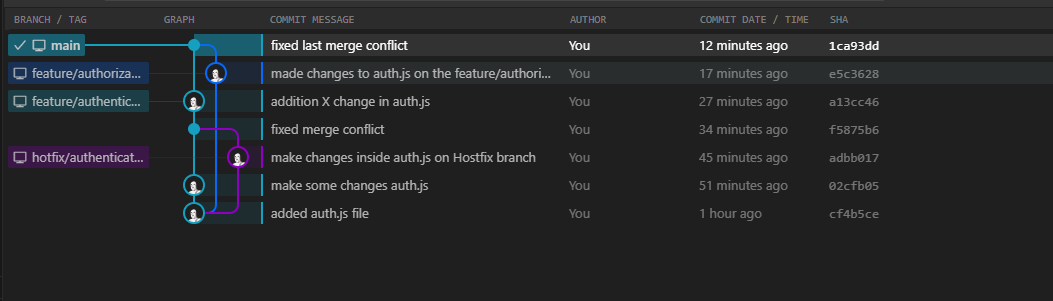 BRANCH / TAG GRAPH COMMIT MESSAGE AUTHOR COMMIT DATE / TIME SHA
main fixed last merge conflict You 12 minutes ago 1ca93dd
feature/authoriza... made changes to auth.js on the feature/authori... You 17 minutes ago e5c3628
feature/authentic... addition X change in auth.js You 27 minutes ago a13cc46
fixed merge conflict You 34 minutes ago f5875b6
hotfix/authenticat... make changes inside auth.js on Hostfix branch You 45 minutes ago adbb017
make some changes auth.js You 51 minutes ago 02cfb05
added auth.js file You 1 hour ago cf4b5ce